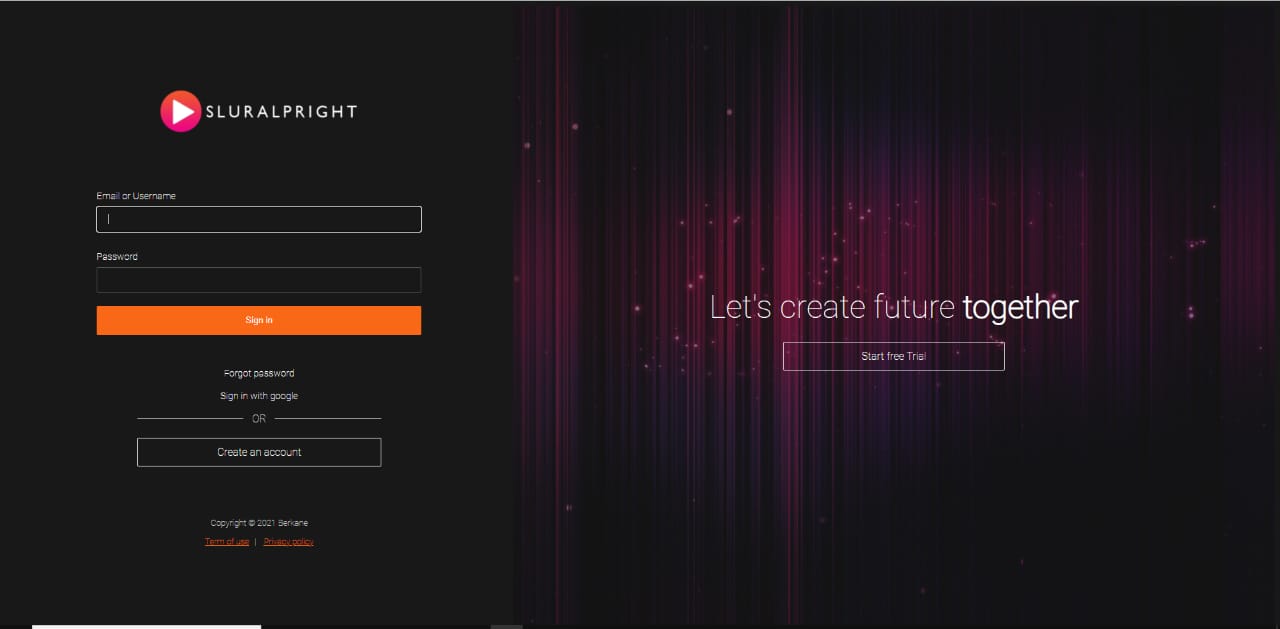 SLURALPRIGHT
Email or Username
Password
Sign in
Forgot password
Sign in with google
OR
Create an account
Copyright © 2021 Berkane
Term of use | Privacy policy
Let's create future together
Start free Trial